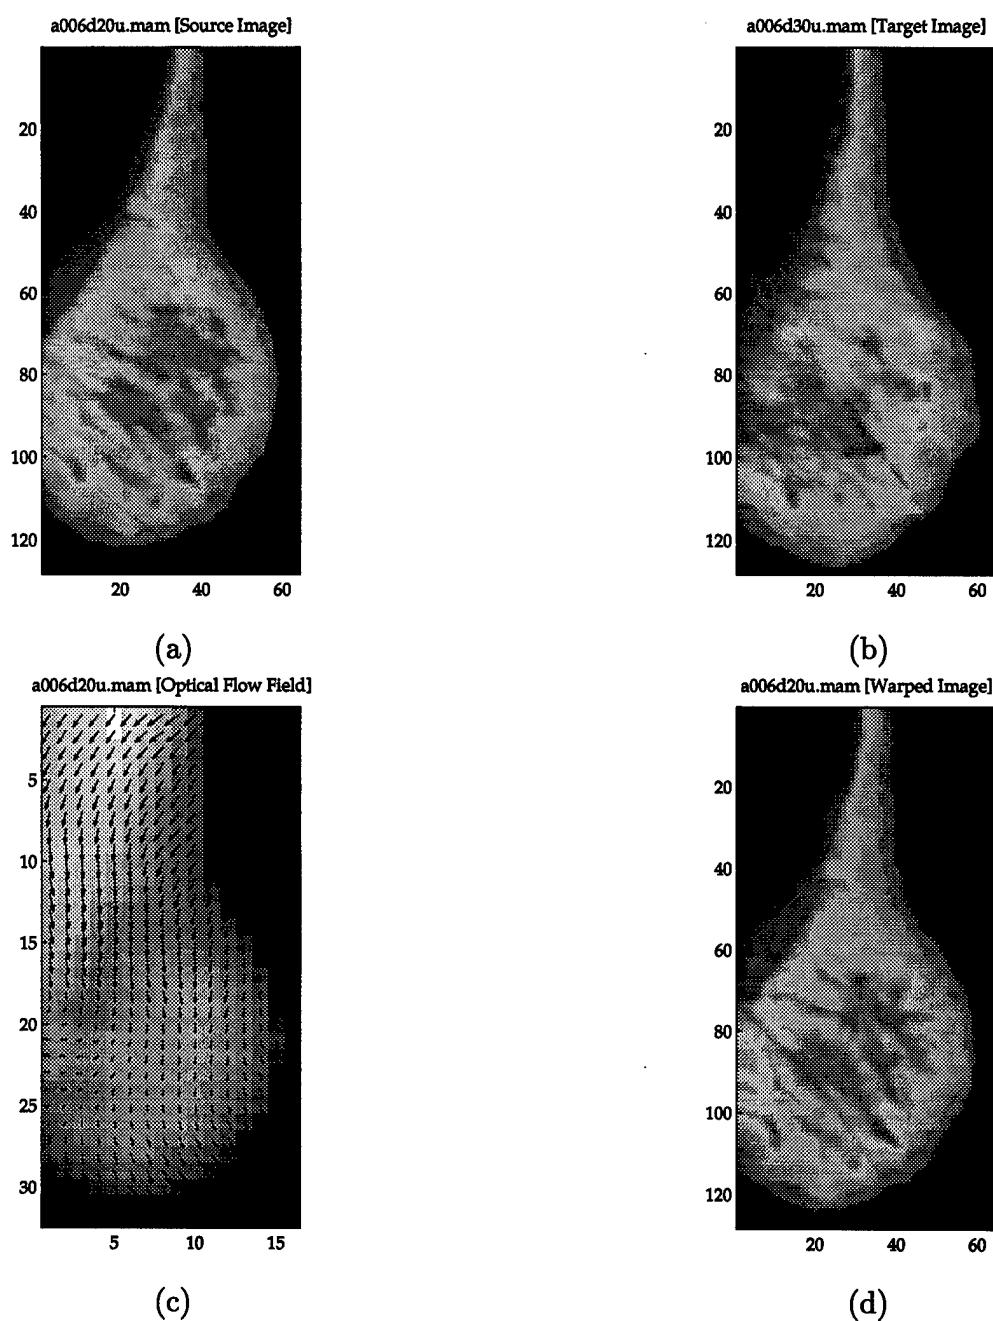 a006d20u.mam [Source Image]
20
40
60
80
100
120
20 40 60
(a)
a006d30u.mam [Target Image]
20
40
60
80
100
120
20 40 60
(b)
a006d20u.mam [Optical Flow Field]
5
10
15
20
25
30
5 10 15
(c)
a006d20u.mam [Warped Image]
20
40
60
80
100
120
20 40 60
(d)